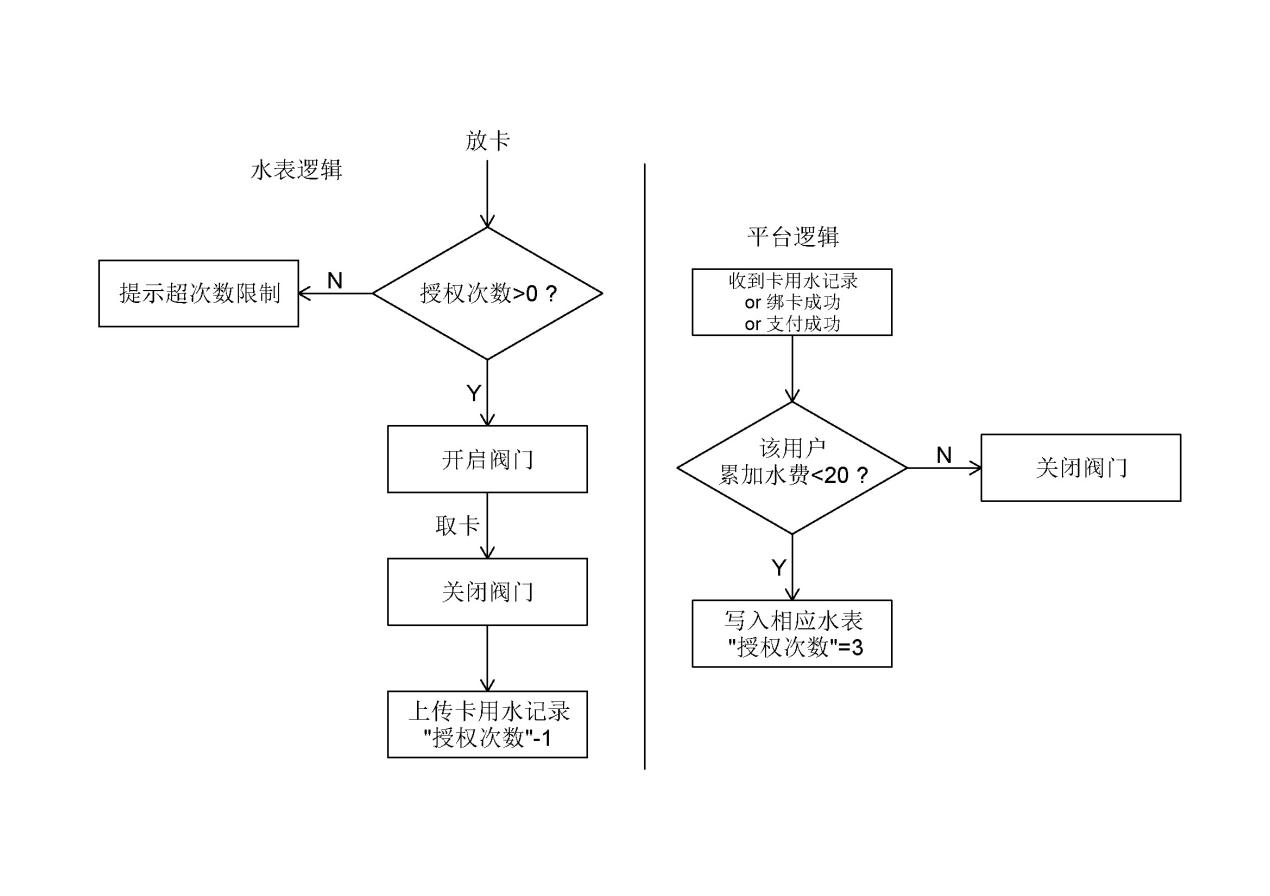 放卡
水表逻辑
授权次数>0 ?
N
提示超次数限制
Y
开启阀门
取卡
关闭阀门
上传卡用水记录
"授权次数"-1
平台逻辑
收到卡用水记录
or 绑卡成功
or 支付成功
该用户
累加水费<20 ?
N
关闭阀门
Y
写入相应水表
"授权次数"=3